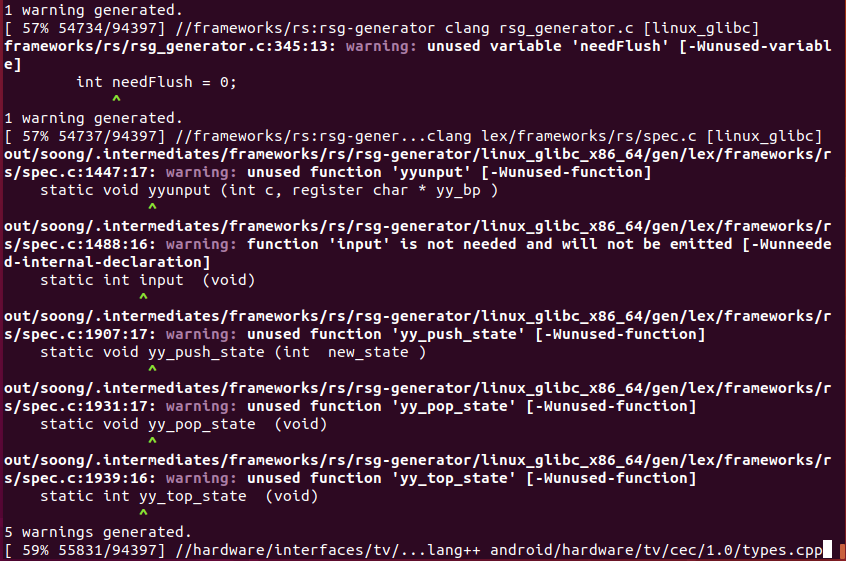 1 warning generated.
[ 57% 54734/94397] //frameworks/rs:rsg-generator clang rsg_generator.c [linux_glibc]
frameworks/rs/rsg_generator.c:345:13: warning: unused variable 'needFlush' [-Wunused-variabl
e]
        int needFlush = 0;
            ^
1 warning generated.
[ 57% 54737/94397] //frameworks/rs:rsg-gener...clang lex/frameworks/rs/spec.c [linux_glibc]
out/soong/.intermediates/frameworks/rs/rsg-generator/linux_glibc_x86_64/gen/lex/frameworks/r
s/spec.c:1447:17: warning: unused function 'yyunput' [-Wunused-function]
    static void yyunput (int c, register char * yy_bp )
                ^
out/soong/.intermediates/frameworks/rs/rsg-generator/linux_glibc_x86_64/gen/lex/frameworks/r
s/spec.c:1488:16: warning: function 'input' is not needed and will not be emitted [-Wunneede
d-internal-declaration]
    static int input  (void)
               ^
out/soong/.intermediates/frameworks/rs/rsg-generator/linux_glibc_x86_64/gen/lex/frameworks/r
s/spec.c:1907:17: warning: unused function 'yy_push_state' [-Wunused-function]
    static void yy_push_state (int  new_state )
                ^
out/soong/.intermediates/frameworks/rs/rsg-generator/linux_glibc_x86_64/gen/lex/frameworks/r
s/spec.c:1931:17: warning: unused function 'yy_pop_state' [-Wunused-function]
    static void yy_pop_state  (void)
                ^
out/soong/.intermediates/frameworks/rs/rsg-generator/linux_glibc_x86_64/gen/lex/frameworks/r
s/spec.c:1939:16: warning: unused function 'yy_top_state' [-Wunused-function]
    static int yy_top_state  (void)
               ^
5 warnings generated.
[ 59% 55831/94397] //hardware/interfaces/tv/...lang++ android/hardware/tv/cec/1.0/types.cpp